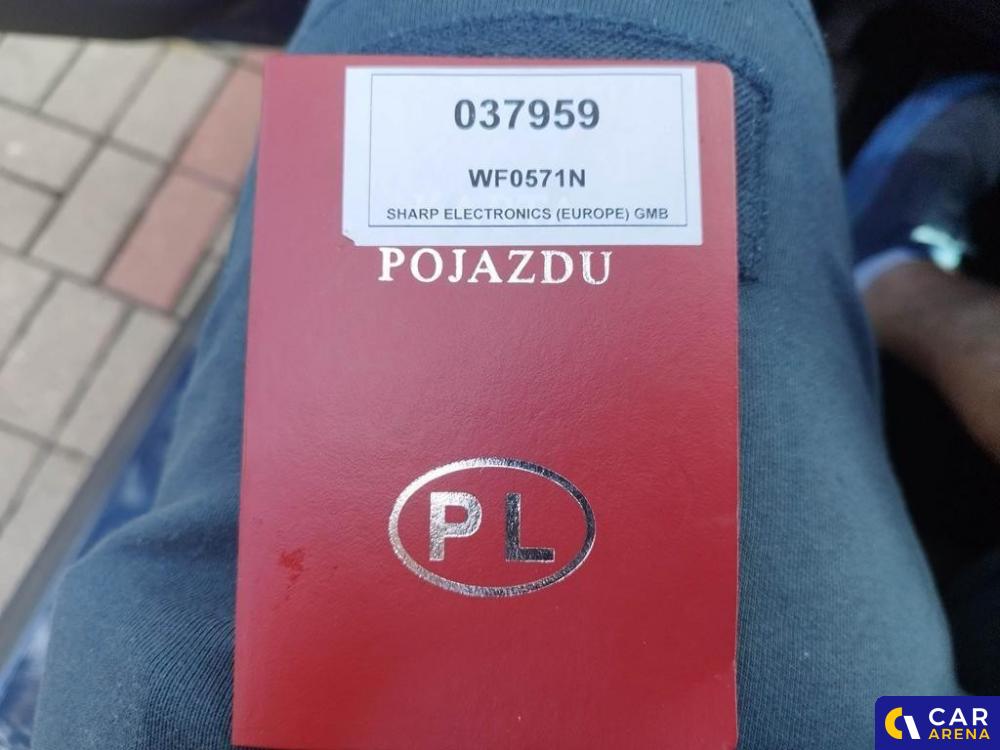 037959
WF0571N
SHARP ELECTRONICS (EUROPE) GMB
POJAZDU
PL
CAR
ARENA